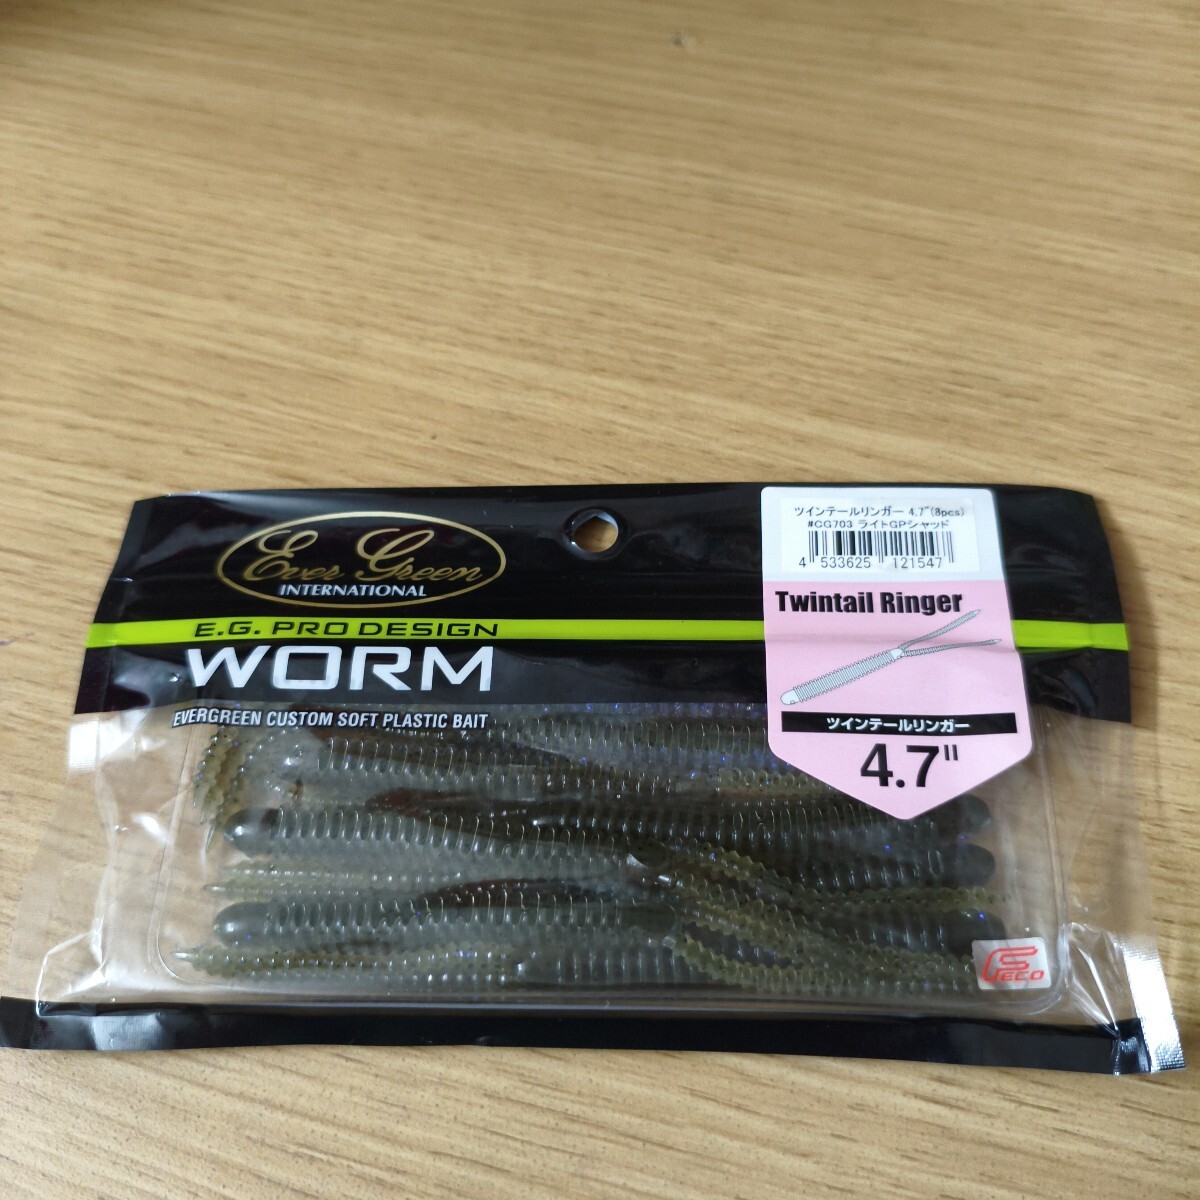 Ever Green
INTERNATIONAL
E.G. PRO DESIGN
WORM
EVERGREEN CUSTOM SOFT PLASTIC BAIT
ツインテールリンガー 4.7"(8pcs)
#CG703 ライトGPシャッド
4 533625 121547
Twintail Ringer
ツインテールリンガー
4.7"
FS
ECO